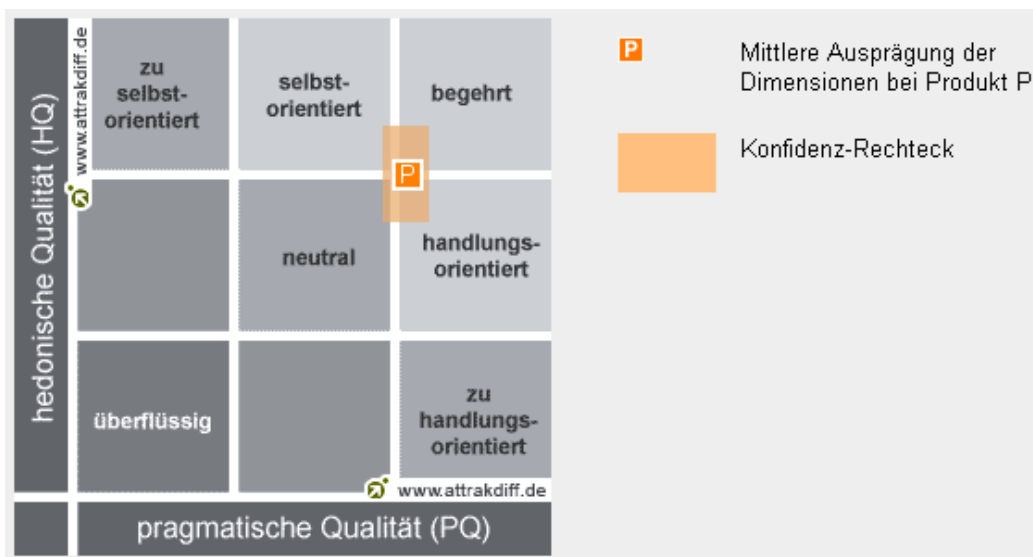 hedonische Qualität (HQ)
www.attrakdiff.de
zu
selbst-
orientiert
selbst-
orientiert
begehrt
P
neutral
handlungs-
orientiert
überflüssig
zu
handlungs-
orientiert
www.attrakdiff.de
pragmatische Qualität (PQ)
P
Mittlere Ausprägung der
Dimensionen bei Produkt P
Konfidenz-Rechteck